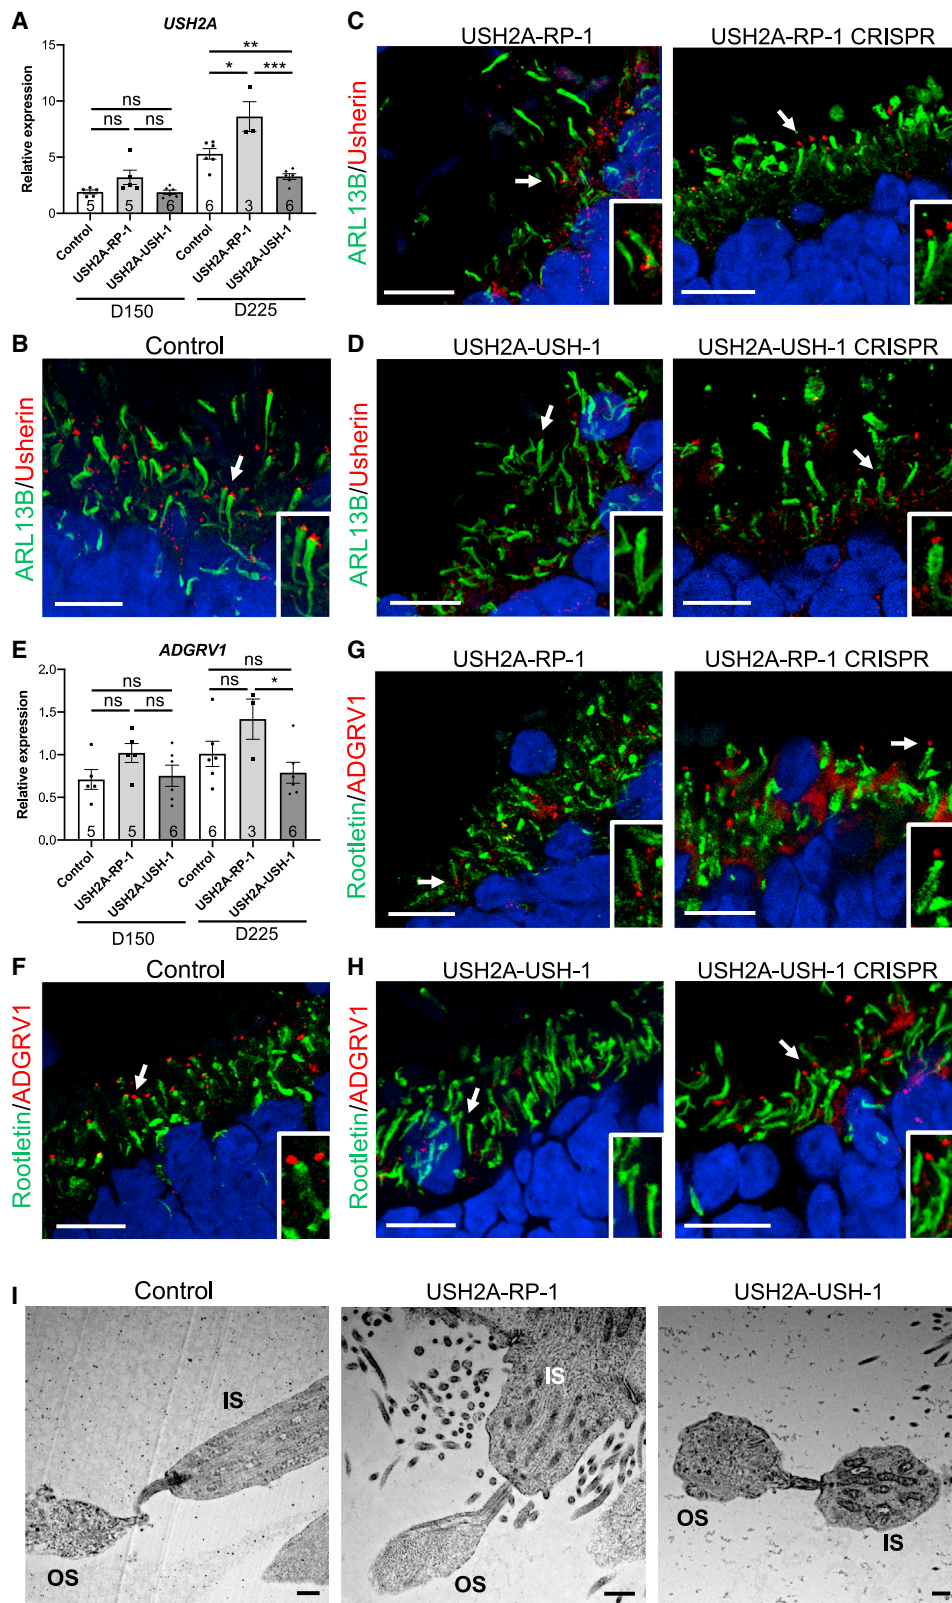 A
USH2A
Relative expression
15
10
5
0
ns
ns
ns
**
*
***
5
5
6
6
3
6
Control
USH2A-RP-1
USH2A-USH-1
Control
USH2A-RP-1
USH2A-USH-1
D150
D225
B
Control
ARL13B/Usherin
C
USH2A-RP-1
USH2A-RP-1 CRISPR
ARL13B/Usherin
D
USH2A-USH-1
USH2A-USH-1 CRISPR
ARL13B/Usherin
E
ADGRV1
Relative expression
2.0
1.5
1.0
0.5
0.0
ns
ns
ns
ns
ns
*
5
5
6
6
3
6
Control
USH2A-RP-1
USH2A-USH-1
Control
USH2A-RP-1
USH2A-USH-1
D150
D225
F
Control
Rootletin/ADGRV1
G
USH2A-RP-1
USH2A-RP-1 CRISPR
Rootletin/ADGRV1
H
USH2A-USH-1
USH2A-USH-1 CRISPR
Rootletin/ADGRV1
I
Control
USH2A-RP-1
USH2A-USH-1
IS
OS
IS
OS
OS
IS